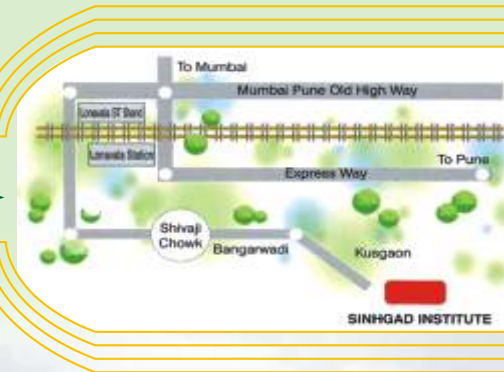 To Mumbai
Mumbai Pune Old High Way
Lonavala ST Stand
Lonavala Station
To Pune
Express Way
Shivaji
Chowk
Bangarwadi
Kusgaon
SINHGAD INSTITUTE